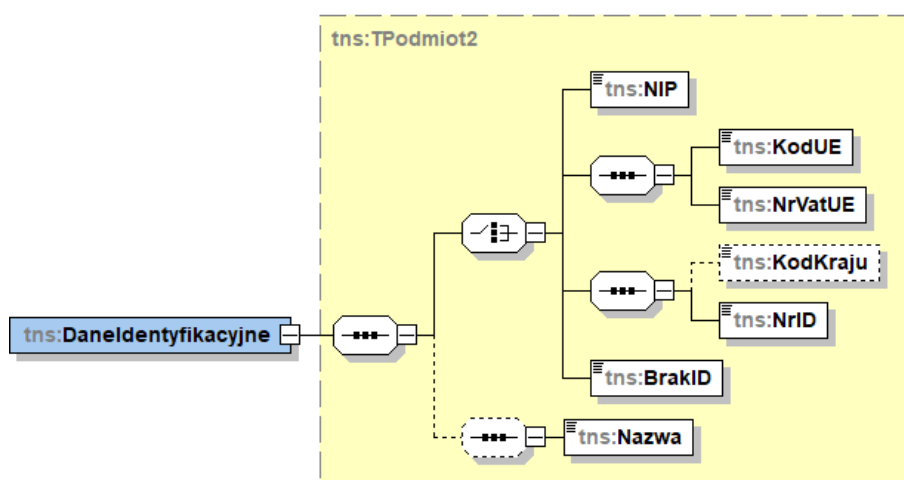 tns:TPodmiot2
tns:NIP
tns:KodUE
tns:NrVatUE
tns:KodKraju
tns:NrID
tns:DaneIdentyfikacyjne
tns:BrakID
tns:Nazwa